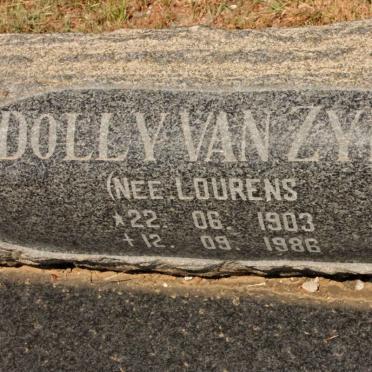 DOLLY VAN ZY
(NEE LOURENS
* 22. 06. 1903
+ 12. 09. 1986